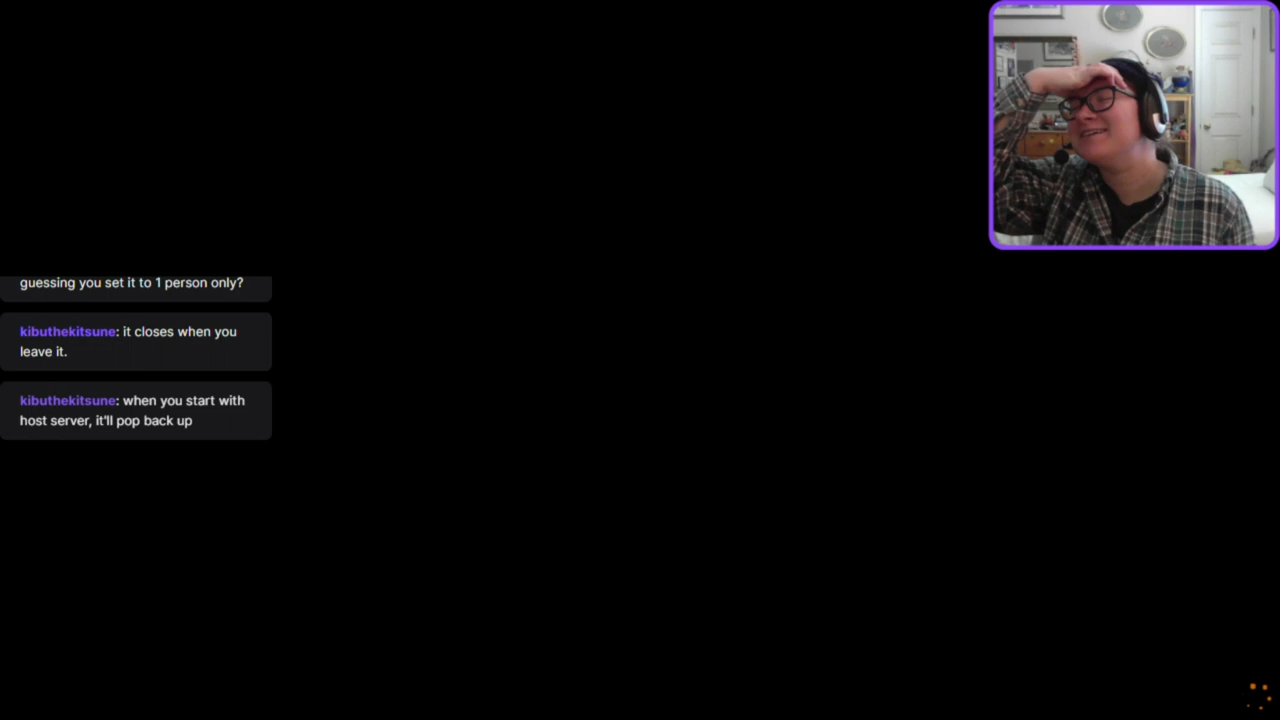 guessing you set it to 1 person only?
kibuthekitsune: it closes when you
leave it.
kibuthekitsune: when you start with
host server, it'll pop back up